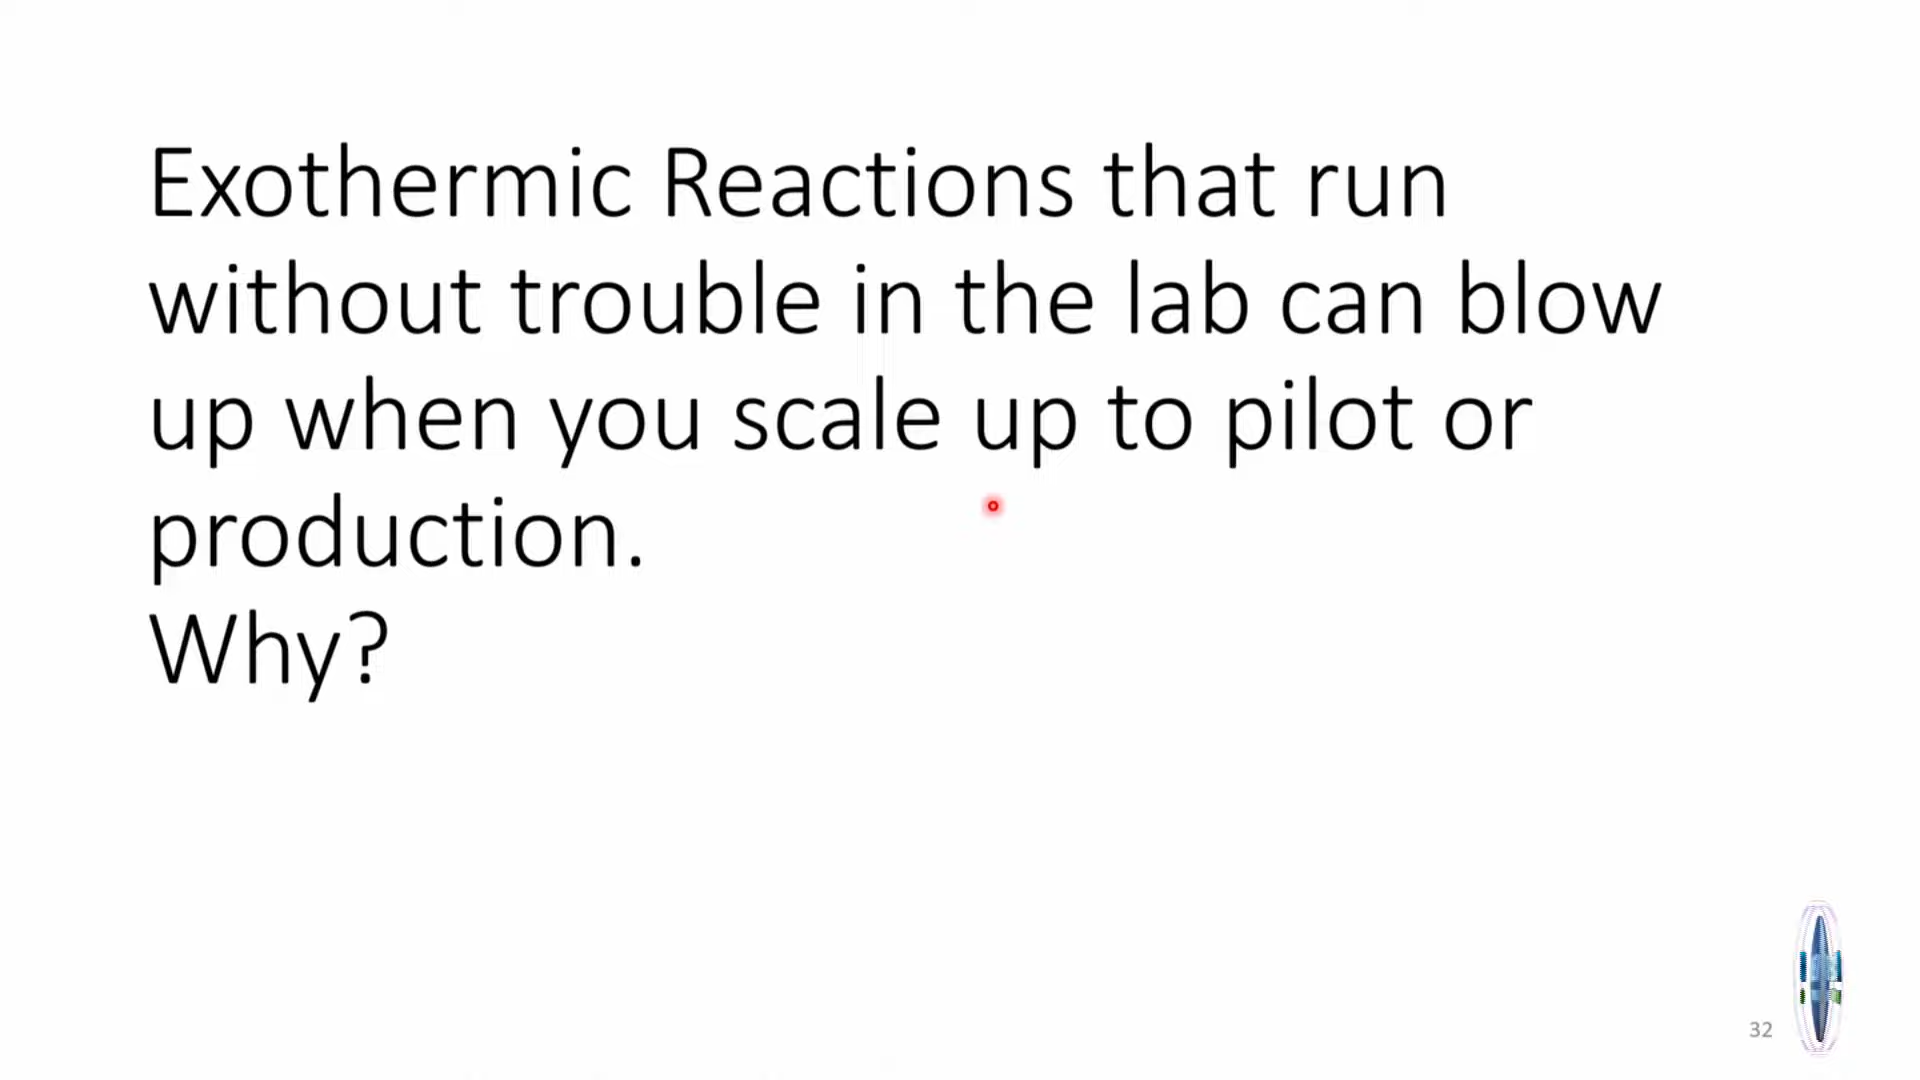 Exothermic Reactions that run
without trouble in the lab can blow
up when you scale up to pilot or
production.
Why?
32